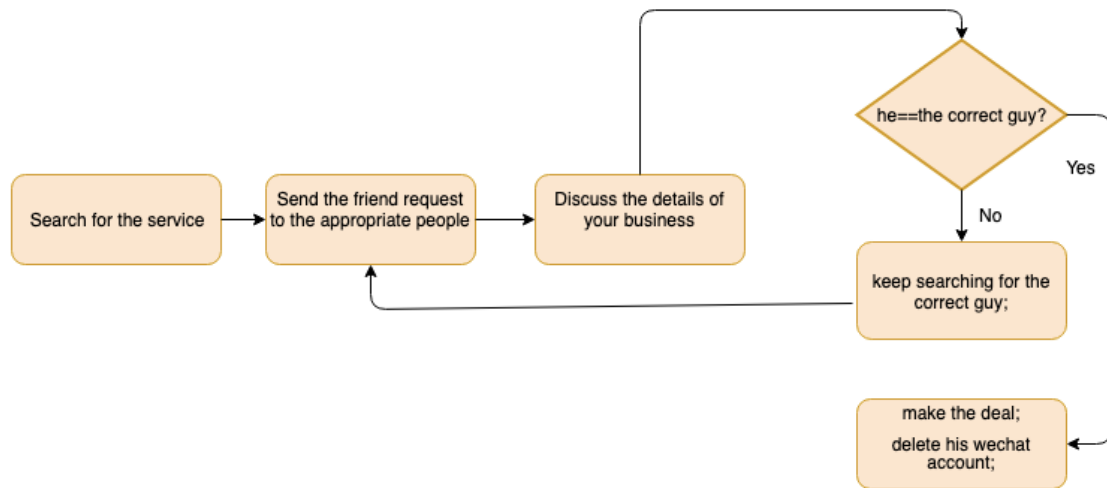 Search for the service
Send the friend request
to the appropriate people
Discuss the details of
your business
he==the correct guy?
Yes
No
keep searching for the
correct guy;
make the deal;
delete his wechat
account;